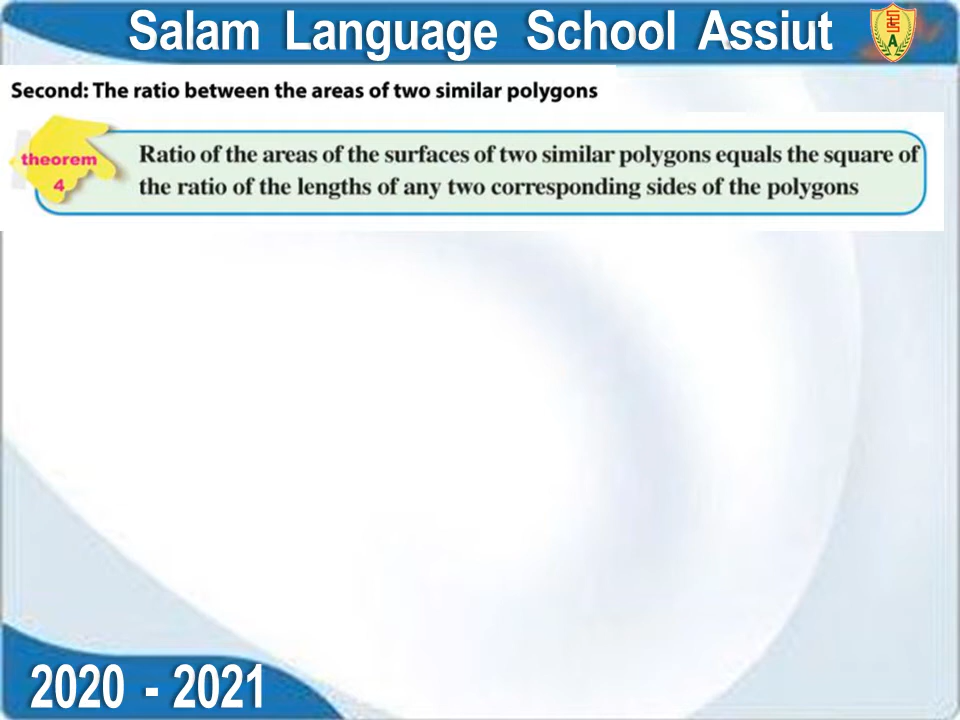 Salam Language School Assiut
Second: The ratio between the areas of two similar polygons
theorem
4
Ratio of the areas of the surfaces of two similar polygons equals the square of
the ratio of the lengths of any two corresponding sides of the polygons
2020 - 2021